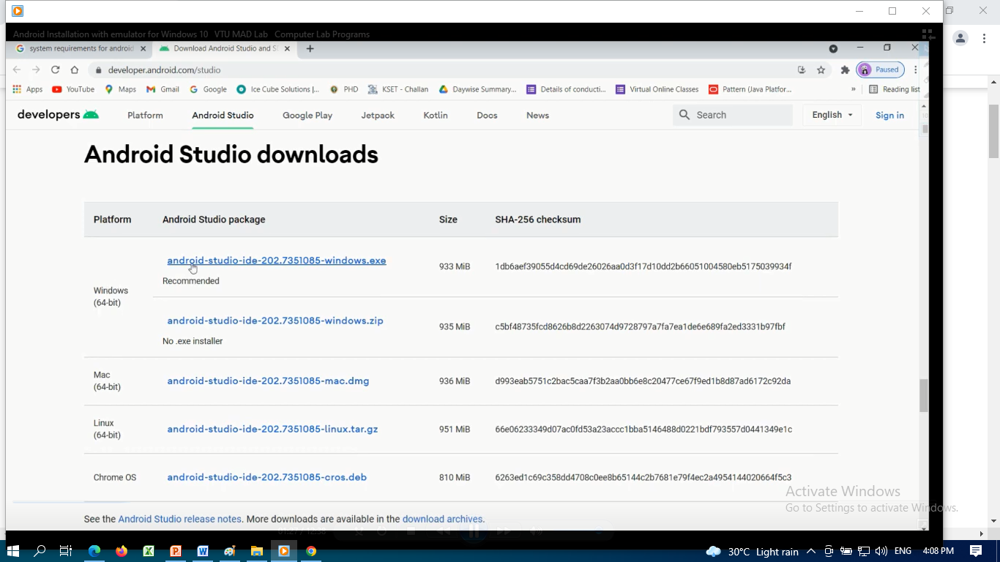 Android Installation with emulator for Windows 10 VTU MAD Lab Computer Lab Programs
system requirements for android
Download Android Studio and S
developer.android.com/studio
Paused
Apps YouTube Maps Gmail Google Ice Cube Solutions |... PHD KSET - Challan Daywise Summary... Details of conducti... Virtual Online Classes Pattern (Java Platfor... » Reading list
developers Platform Android Studio Google Play Jetpack Kotlin Docs News Search English Sign in
Android Studio downloads
Platform Android Studio package Size SHA-256 checksum
android-studio-ide-202.7351085-windows.exe
Recommended
933 MiB 1db6aef39055d4cd69de26026aa0d3f17d10dd2b66051004580eb5175039934f
Windows
(64-bit)
android-studio-ide-202.7351085-windows.zip
No .exe installer
935 MiB c5bf48735fcd8626b8d2263074d9728797a7fa7ea1de6e689fa2ed3331b97fbf
Mac
(64-bit)
android-studio-ide-202.7351085-mac.dmg 936 MiB d993eab5751c2bac5caa7f3b2aa0bb6e8c20477ce67f9ed1b8d87ad6172c92da
Linux
(64-bit)
android-studio-ide-202.7351085-linux.tar.gz 951 MiB 66e06233349d07ac0fd53a23accc1bba5146488d0221bdf793557d0441349e1c
Chrome OS android-studio-ide-202.7351085-cros.deb 810 MiB 6263ed1c69c358dd4708c0ee8b65144c2b7681e79f4ec2a4954144020664f5c3
Activate Windows
Go to Settings to activate Windows.
See the Android Studio release notes. More downloads are available in the download archives.
30°C Light rain ENG 4:08 PM